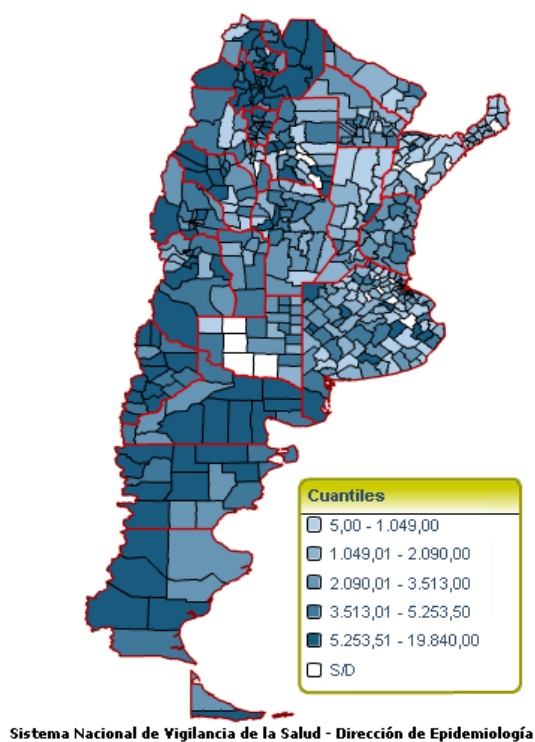 Cuantiles
5,00 - 1.049,00
1.049,01 - 2.090,00
2.090,01 - 3.513,00
3.513,01 - 5.253,50
5.253,51 - 19.840,00
S/D
Sistema Nacional de Vigilancia de la Salud - Dirección de Epidemiología